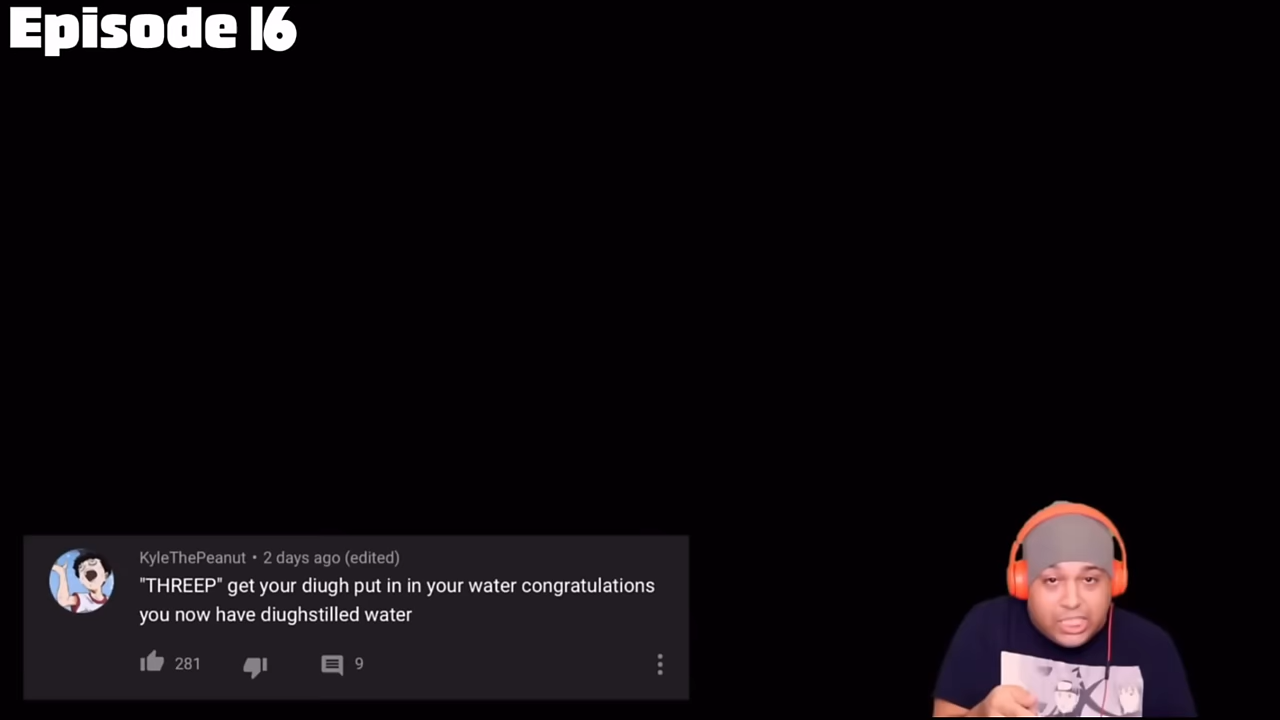 Episode 16
KyleThePeanut • 2 days ago (edited)
"THREEP" get your diugh put in in your water congratulations
you now have diughstilled water
281
9